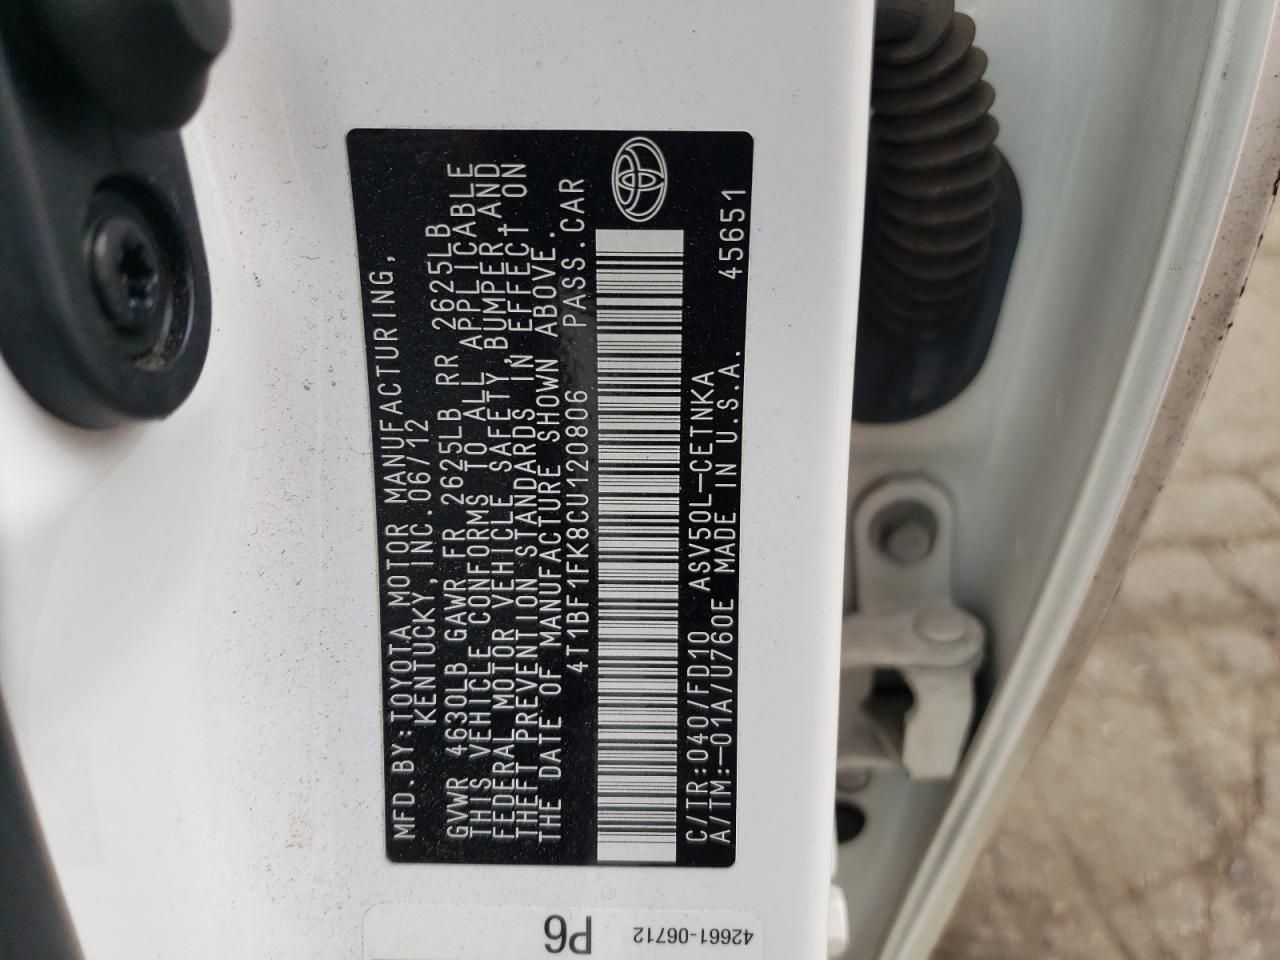 MFD.BY:TOYOTA MOTOR MANUFACTURING,
KENTUCKY,INC.06/12
GVWR 4630LB GAWR FR 2625LB RR 2625LB
THIS VEHICLE CONFORMS TO ALL APPLICABLE
FEDERAL MOTOR VEHICLE SAFETY,BUMPER,AND
THEFT PREVENTION STANDARDS IN EFFECT ON
THE DATE OF MANUFACTURE SHOWN ABOVE.
4T1BF1FK8CU120806 PASS.CAR
C/TR:040/FD10 ASV50L-CETNKA
A/TM:-01A/U760E MADE IN U.S.A. 45651
P6
42661-06712